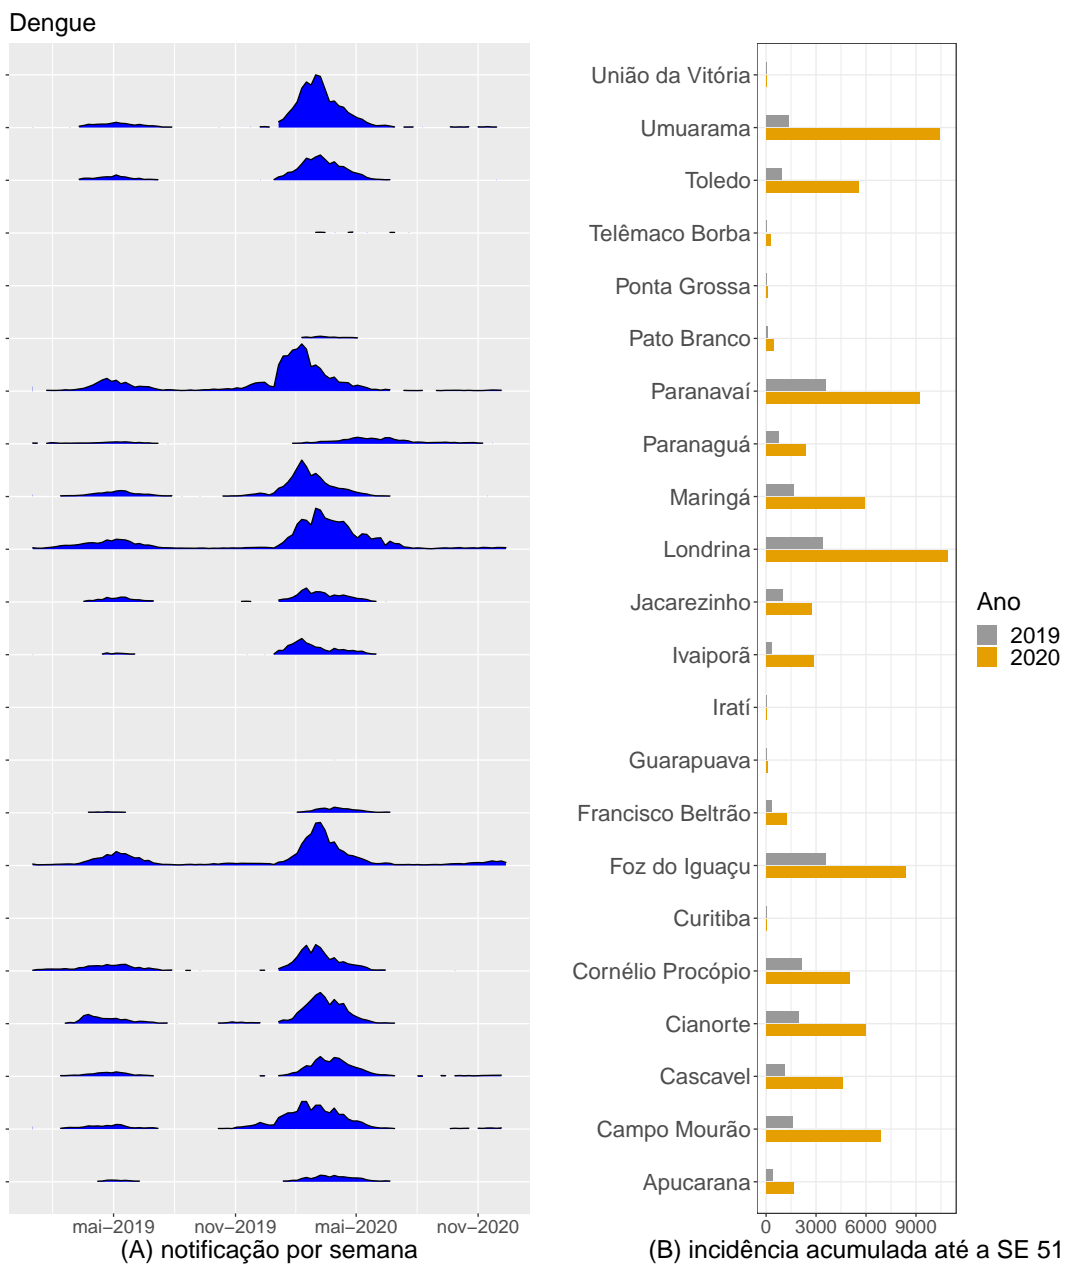 Dengue
União da Vitória
Umuarama
Toledo
Telêmaco Borba
Ponta Grossa
Pato Branco
Paranavaí
Paranaguá
Maringá
Londrina
Jacarezinho
Ivaiporã
Iratí
Guarapuava
Francisco Beltrão
Foz do Iguaçu
Curitiba
Cornélio Procópio
Cianorte
Cascavel
Campo Mourão
Apucarana
Ano
2019
2020
mai−2019 nov−2019 mai−2020 nov−2020
0 3000 6000 9000
(A) notificação por semana
(B) incidência acumulada até a SE 51